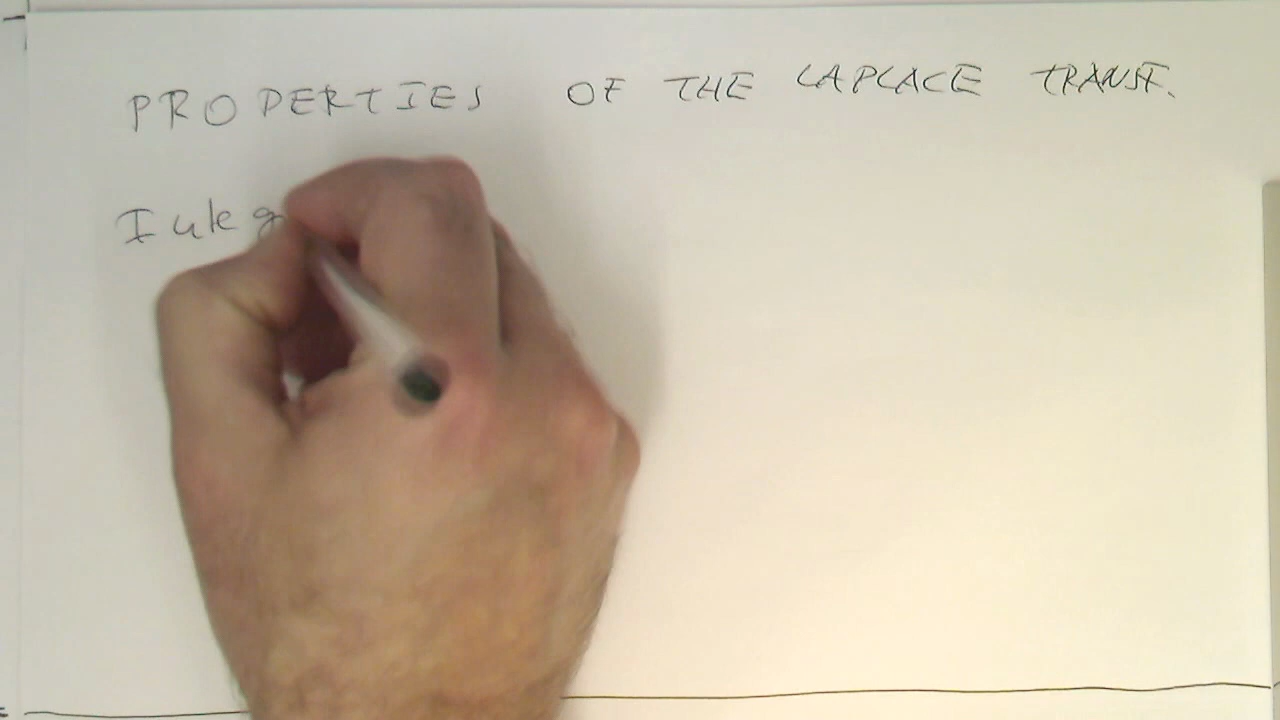 PROPERTIES OF THE LAPLACE TRANSF.
Integ